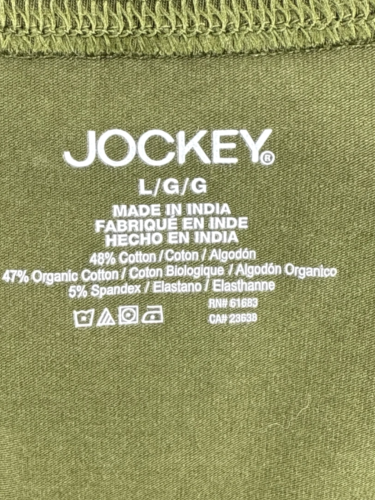 JOCKEY®
L/G/G
MADE IN INDIA
FABRIQUÉ EN INDE
HECHO EN INDIA
48% Cotton / Coton / Algodón
47% Organic Cotton / Coton Biologique / Algodón Organico
5% Spandex / Elastano / Elasthanne
RN# 61683
CA# 23638